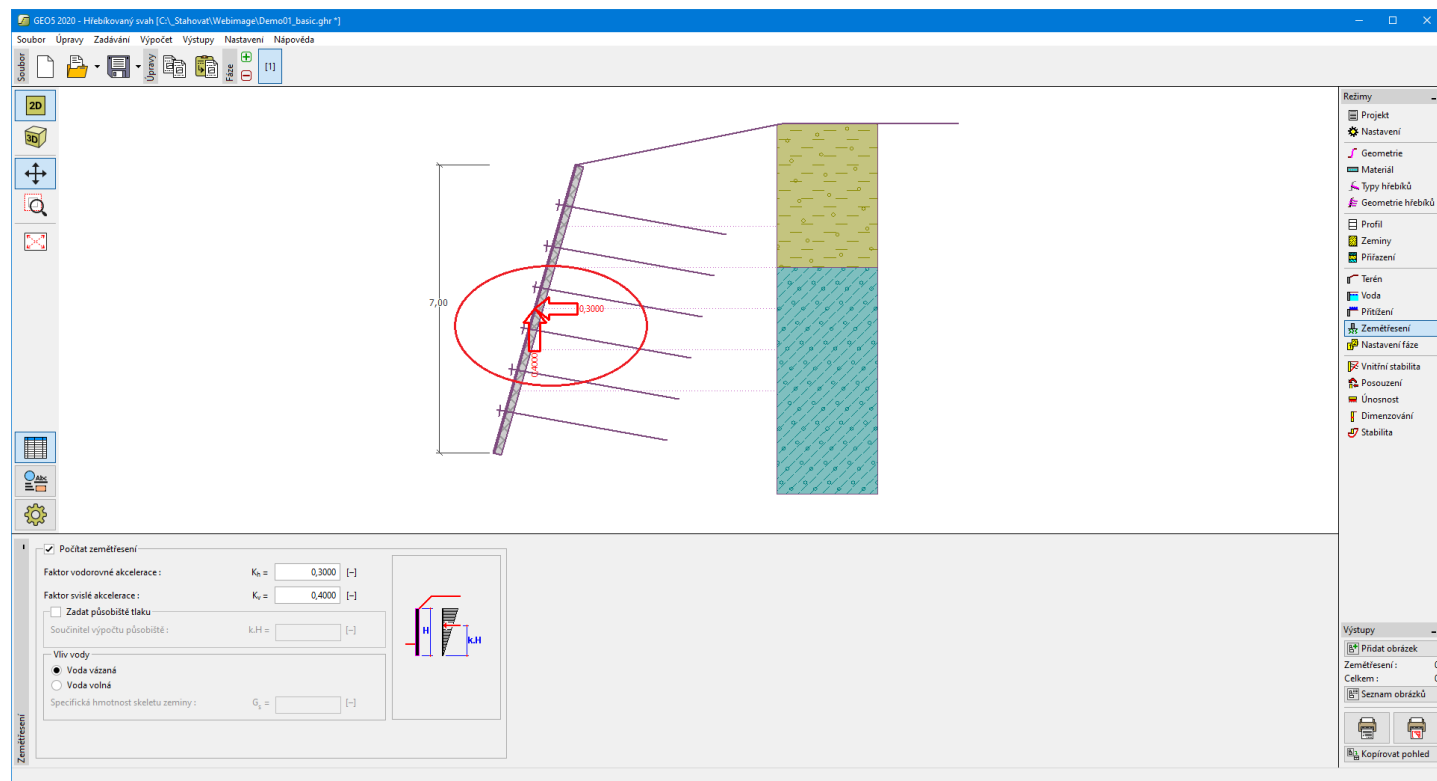 GEO5 2020 - Hřebíkovaný svah [C:\_Stahovat\Webimage\Demo01_basic.ghr *]
Soubor Úpravy Zadávání Výpočet Výstupy Nastavení Nápověda
Soubor
Úpravy
Fáze
[1]
2D
3D
Abc
7,00
0,3000
0,4000
Režimy
Projekt
Nastavení
Geometrie
Materiál
Typy hřebíků
Geometrie hřebíků
Profil
Zeminy
Přiřazení
Terén
Voda
Přitížení
Zemětřesení
Nastavení fáze
Vnitřní stabilita
Posouzení
Únosnost
Dimenzování
Stabilita
Výstupy
Přidat obrázek
Zemětřesení : 0
Celkem : 0
Seznam obrázků
Kopírovat pohled
Zemětřesení
Počítat zemětřesení
Faktor vodorovné akcelerace : Kh = 0,3000 [–]
Faktor svislé akcelerace : Kv = 0,4000 [–]
Zadat působiště tlaku
Součinitel výpočtu působiště : k.H = [–]
Vliv vody
Voda vázaná
Voda volná
Specifická hmotnost skeletu zeminy : Gs = [–]
H
k.H